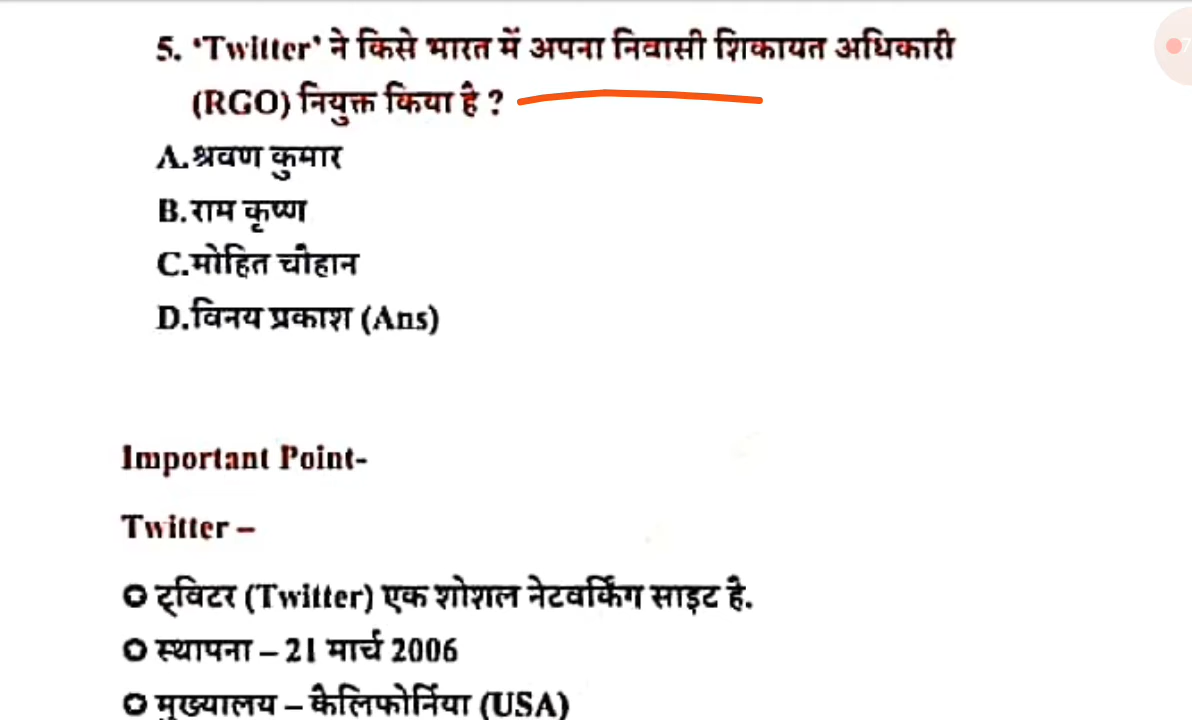 5. ‘Twitter’ ने किसे भारत में अपना निवासी शिकायत अधिकारी
(RGO) नियुक्त किया है ?
A.श्रवण कुमार
B.राम कृष्ण
C.मोहित चौहान
D.विनय प्रकाश (Ans)
Important Point-
Twitter –
ट्विटर (Twitter) एक शोशल नेटवर्किंग साइट है.
स्थापना – 21 मार्च 2006
मुख्यालय – कैलिफोर्निया (USA)